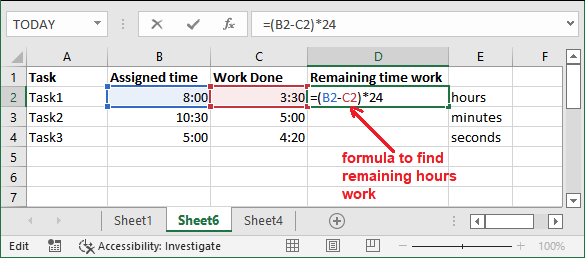 TODAY =(B2-C2)*24
A B C D E F
1 Task Assigned time Work Done Remaining time work
2 Task1 8:00 3:30 =(B2-C2)*24 hours
3 Task2 10:30 5:00 minutes
4 Task3 5:00 4:20 seconds
5
6
7
formula to find
remaining hours
work
Sheet1 Sheet6 Sheet4
Edit Accessibility: Investigate 100%